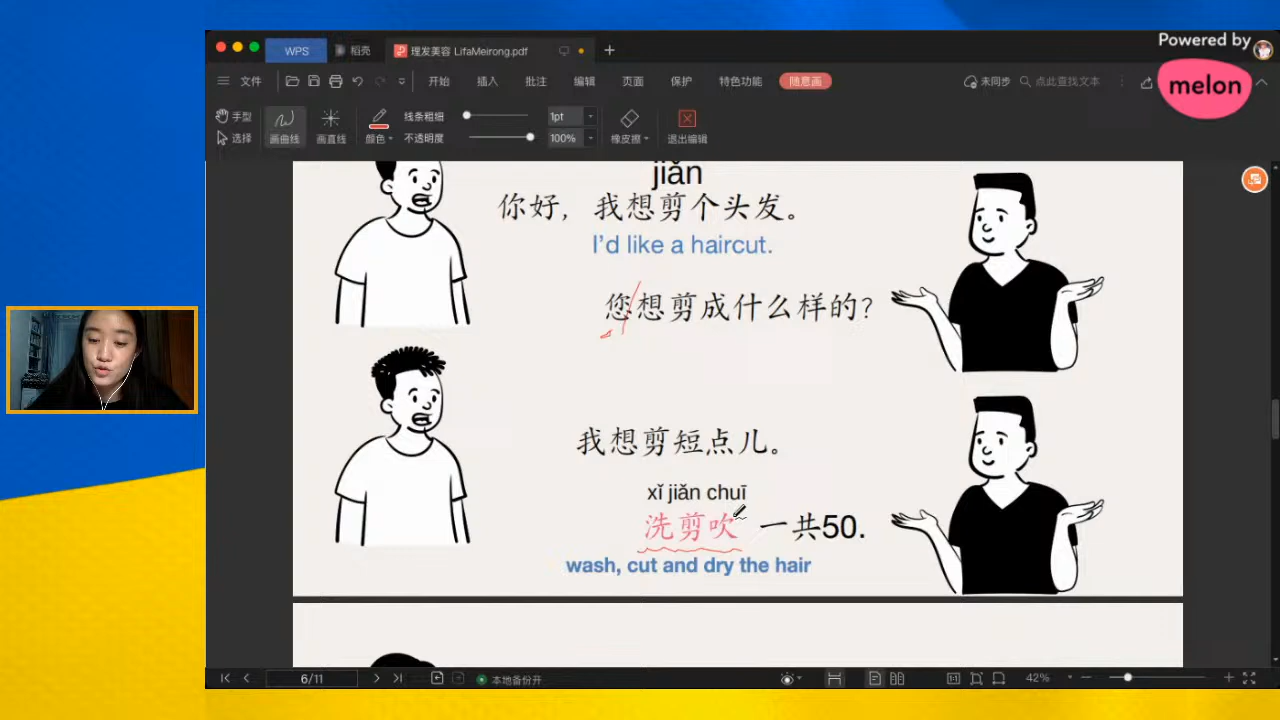 Powered by
melon
WPS
稻壳
理发美容 LifaMeirong.pdf
文件
开始
插入
批注
编辑
页面
保护
特色功能
随意画
未同步
点此查找文本
手型
选择
画曲线
画直线
颜色
线条粗细
1pt
不透明度
100%
橡皮擦
退出编辑
jiǎn
你好，我想剪个头发。
I’d like a haircut.
您想剪成什么样的？
我想剪短点儿。
xǐ jiǎn chuī
洗剪吹 一共50.
wash, cut and dry the hair
6/11
本地备份开
1:1
42%